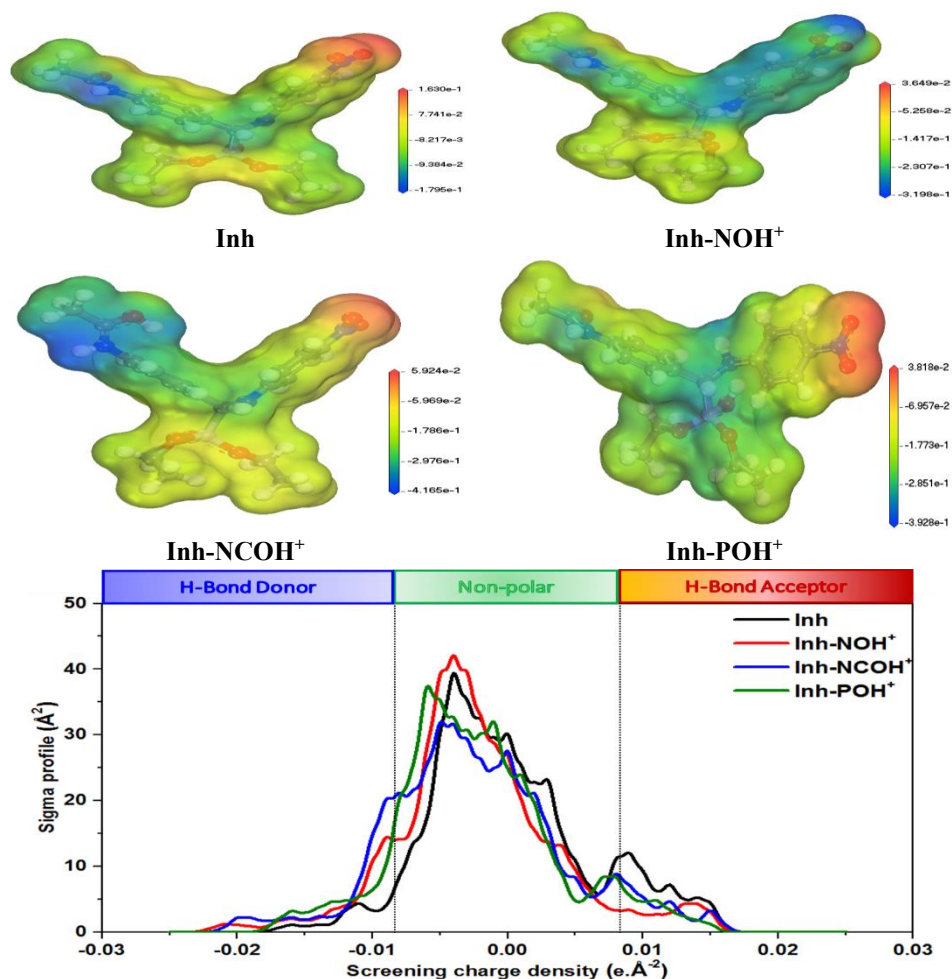 1.630e-1
7.741e-2
-8.217e-3
-9.384e-2
-1.795e-1
Inh
3.649e-2
-5.258e-2
-1.417e-1
-2.307e-1
-3.198e-1
Inh-NOH⁺
5.924e-2
-5.969e-2
-1.786e-1
-2.976e-1
-4.165e-1
Inh-NCOH⁺
3.818e-2
-6.957e-2
-1.773e-1
-2.851e-1
-3.928e-1
Inh-POH⁺
H-Bond Donor Non-polar H-Bond Acceptor
Inh
Inh-NOH⁺
Inh-NCOH⁺
Inh-POH⁺
Sigma profile (Å²)
50
40
30
20
10
0
-0.03 -0.02 -0.01 0.00 0.01 0.02 0.03
Screening charge density (e.Å⁻²)